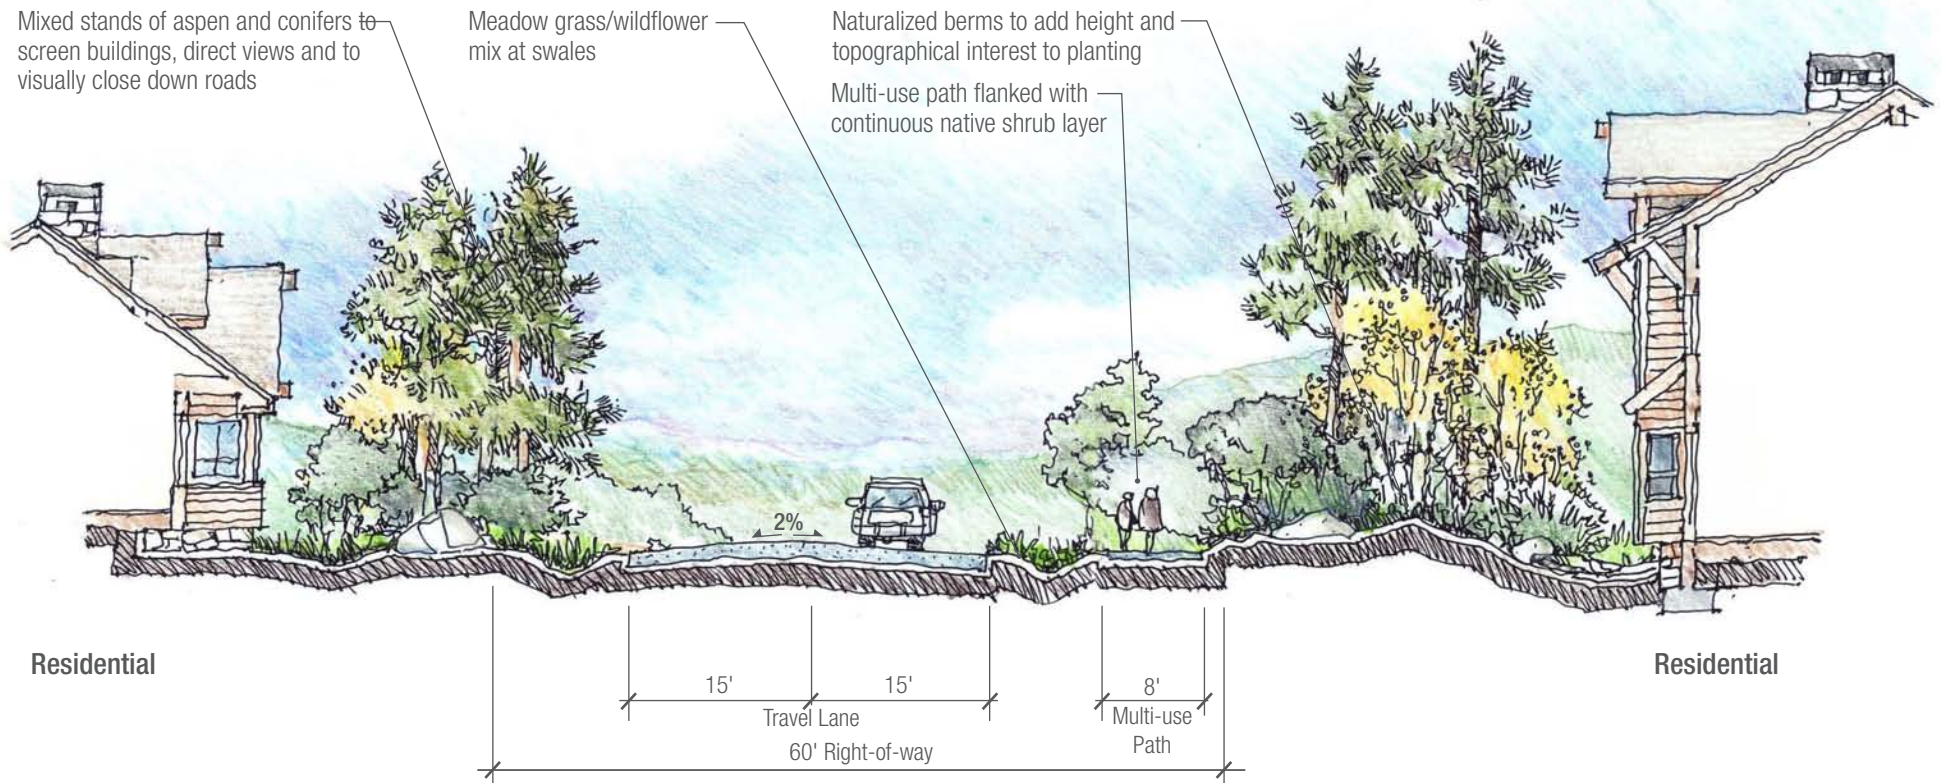 Mixed stands of aspen and conifers to
screen buildings, direct views and to
visually close down roads
Meadow grass/wildflower
mix at swales
Naturalized berms to add height and
topographical interest to planting
Multi-use path flanked with
continuous native shrub layer
2%
Residential
Residential
15'
15'
Travel Lane
8'
Multi-use
Path
60' Right-of-way